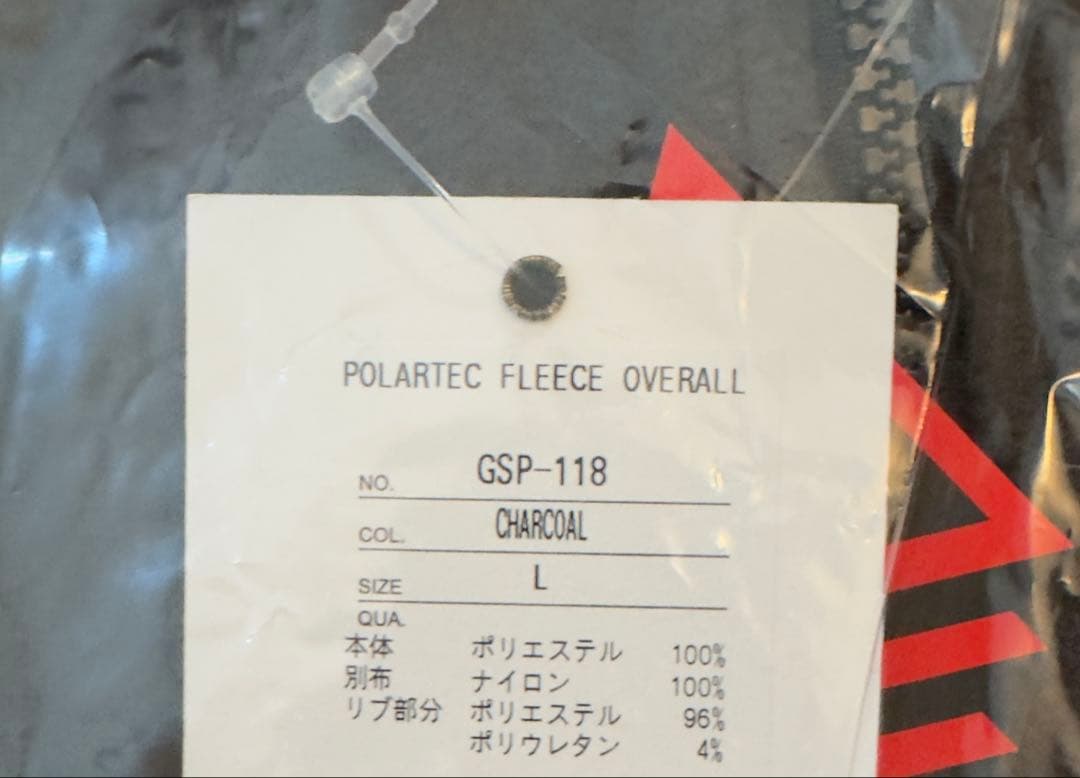 POLARTEC FLEECE OVERALL
NO. GSP-118
COL. CHARCOAL
SIZE L
QUA.
本体 ポリエステル 100%
別布 ナイロン 100%
リブ部分 ポリエステル 96%
ポリウレタン 4%